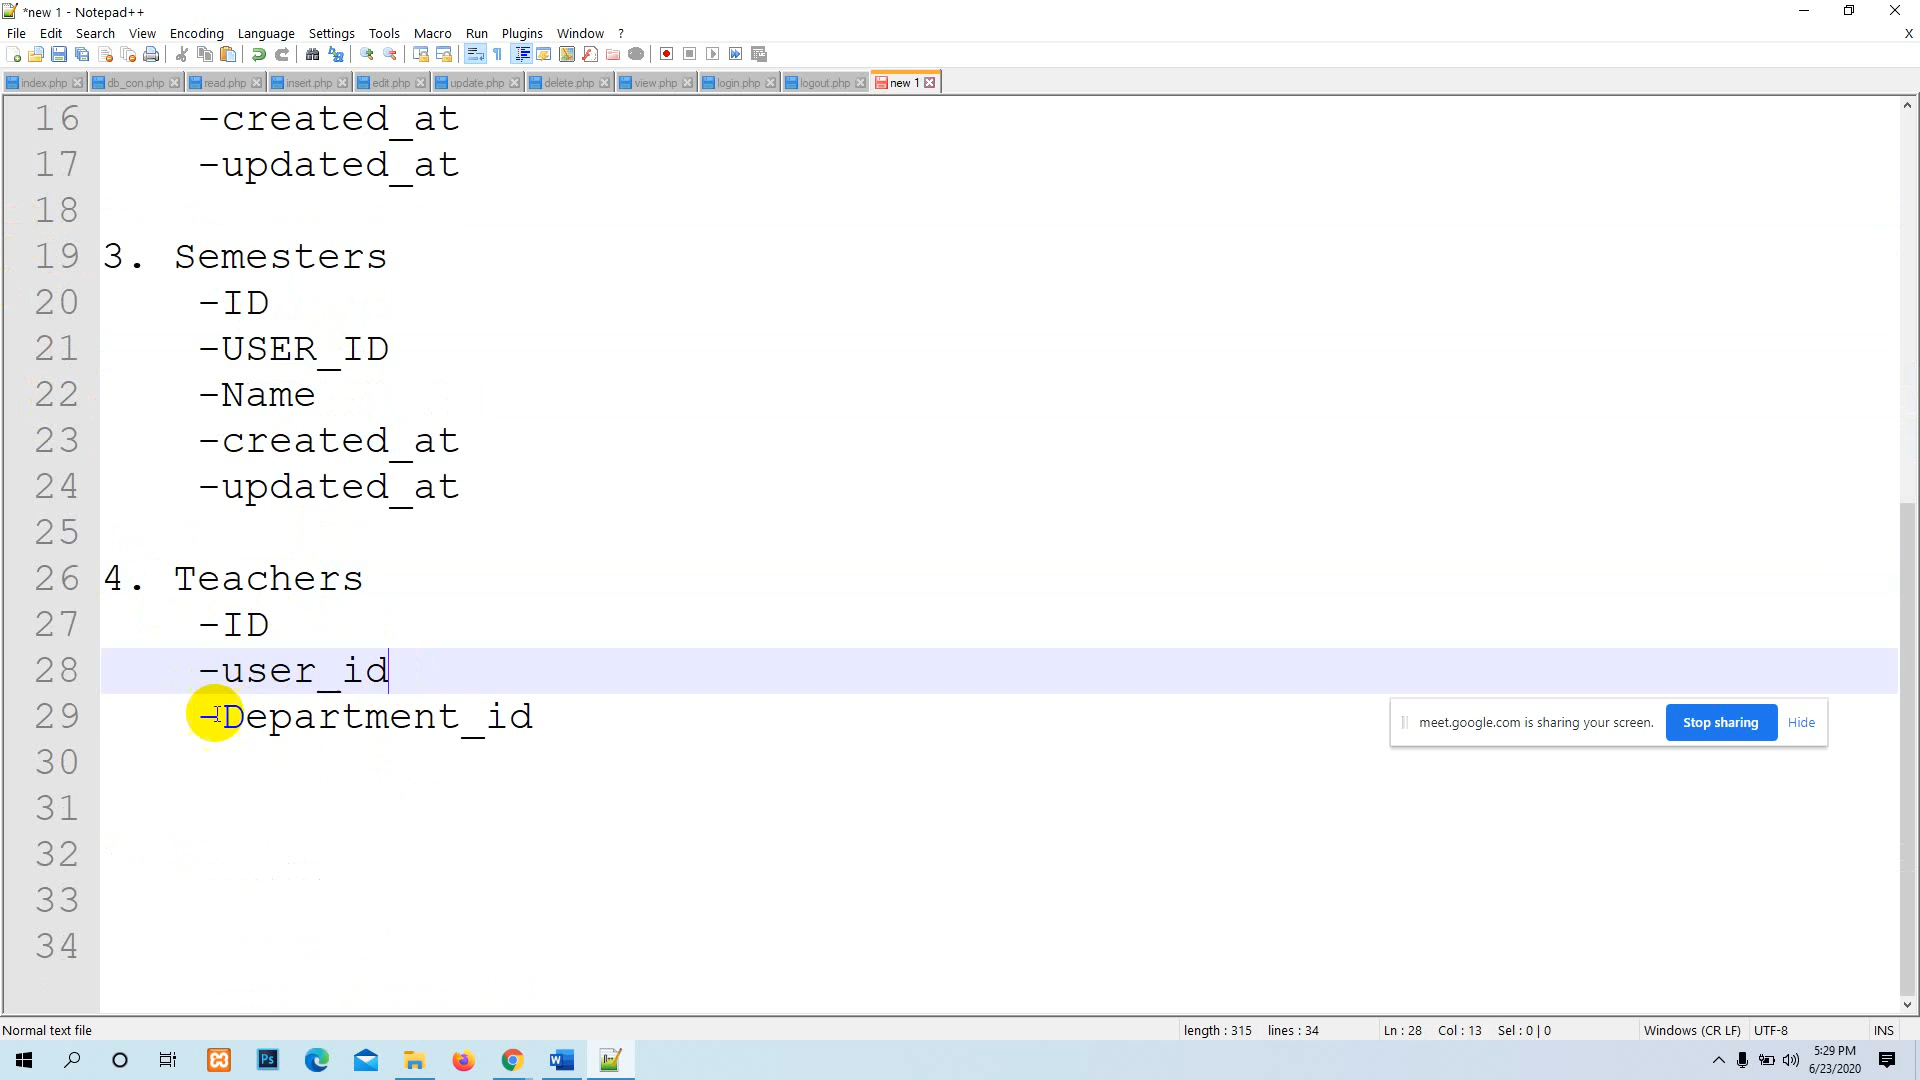 *new 1 - Notepad++
File Edit Search View Encoding Language Settings Tools Macro Run Plugins Window ? X
index.php db_con.php read.php insert.php edit.php update.php delete.php view.php login.php logout.php new 1
16 -created_at
17 -updated_at
18
19 3. Semesters
20 -ID
21 -USER_ID
22 -Name
23 -created_at
24 -updated_at
25
26 4. Teachers
27 -ID
28 -user_id
29 -Department_id
meet.google.com is sharing your screen. Stop sharing Hide
30
31
32
33
34
Normal text file length : 315 lines : 34 Ln : 28 Col : 13 Sel : 0 | 0 Windows (CR LF) UTF-8 INS
5:29 PM
6/23/2020